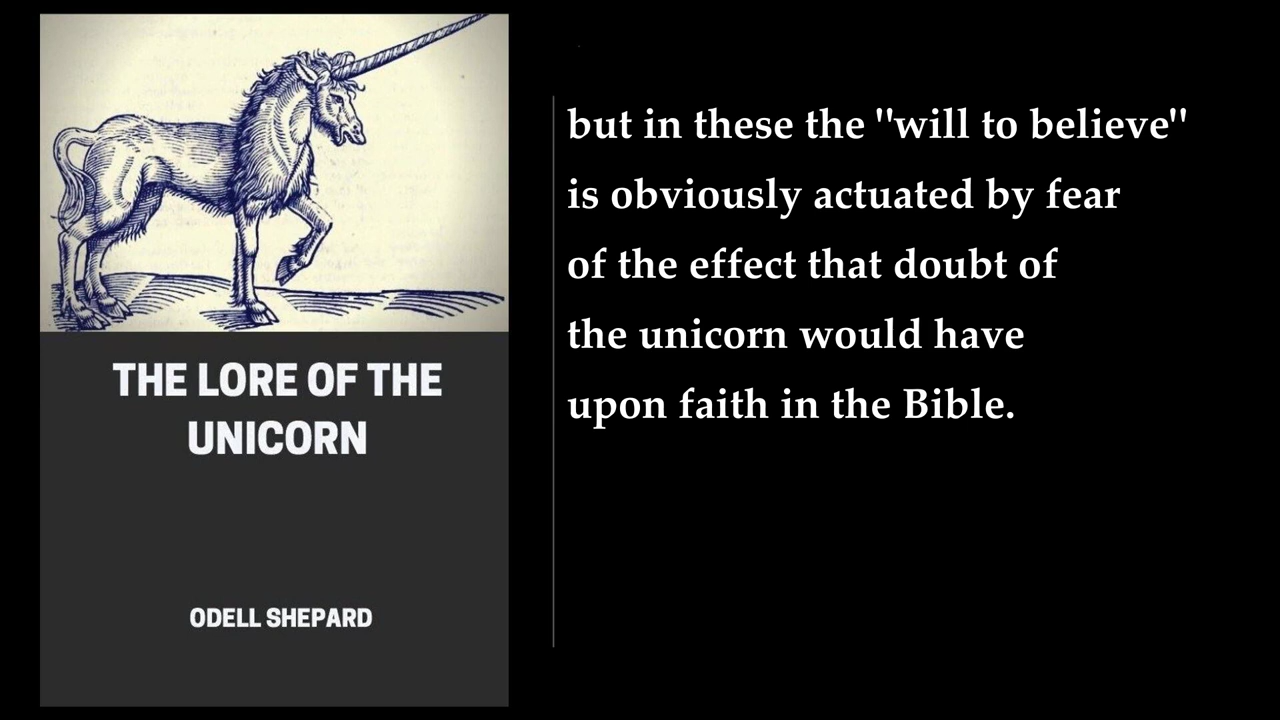 THE LORE OF THE
UNICORN
ODELL SHEPARD
but in these the "will to believe"
is obviously actuated by fear
of the effect that doubt of
the unicorn would have
upon faith in the Bible.